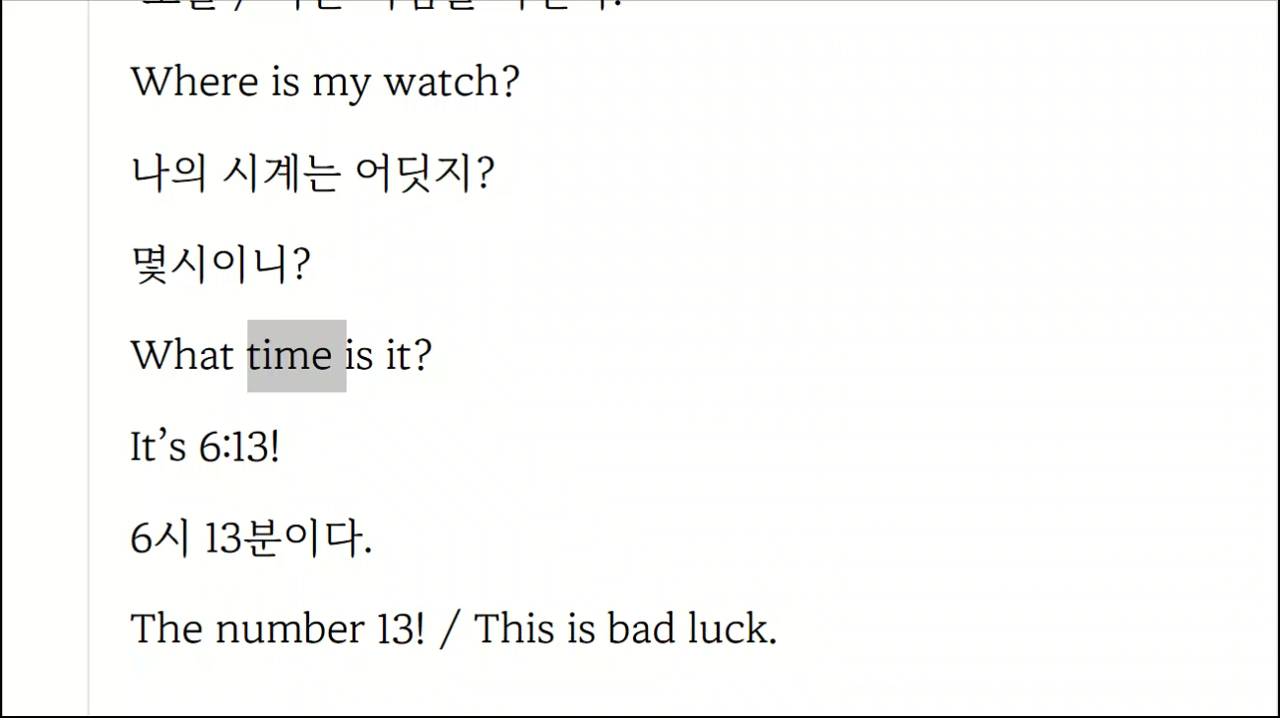 Where is my watch?
나의 시계는 어딧지?
몇시이니?
What time is it?
It’s 6:13!
6시 13분이다.
The number 13! / This is bad luck.